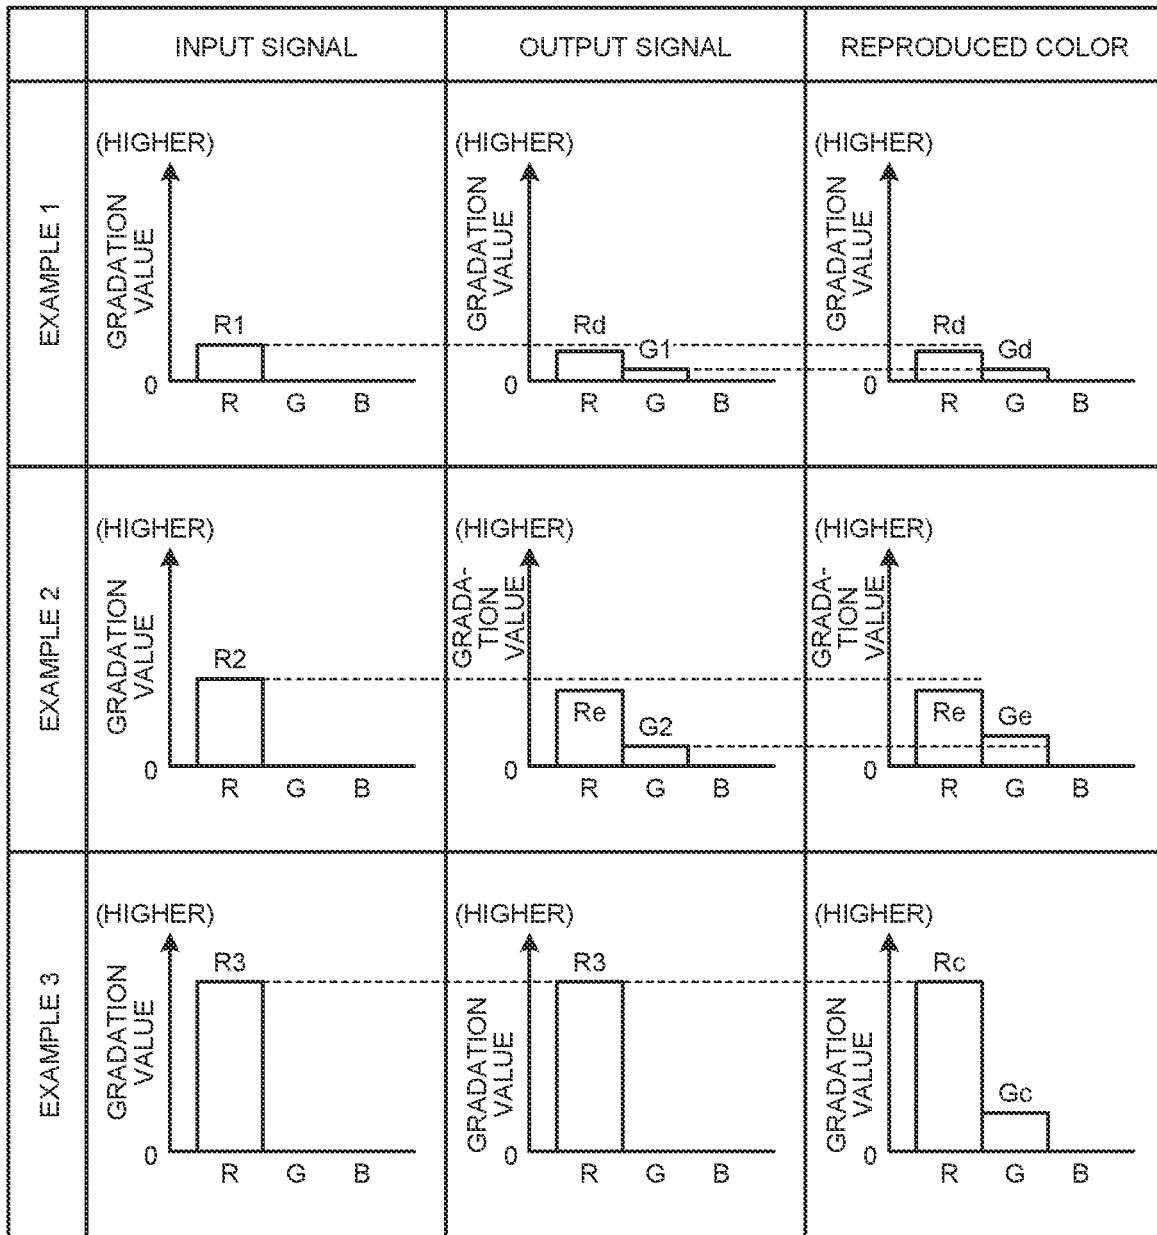 INPUT SIGNAL
OUTPUT SIGNAL
REPRODUCED COLOR
EXAMPLE 1
(HIGHER)
GRADATION
VALUE
R1
0
R G B
(HIGHER)
GRADATION
VALUE
Rd
G1
0
R G B
(HIGHER)
GRADATION
VALUE
Rd
Gd
0
R G B
EXAMPLE 2
(HIGHER)
GRADATION
VALUE
R2
0
R G B
(HIGHER)
GRADA-
TION
VALUE
Re
G2
0
R G B
(HIGHER)
GRADA-
TION
VALUE
Re
Ge
0
R G B
EXAMPLE 3
(HIGHER)
GRADATION
VALUE
R3
0
R G B
(HIGHER)
GRADATION
VALUE
R3
0
R G B
(HIGHER)
GRADATION
VALUE
Rc
Gc
0
R G B